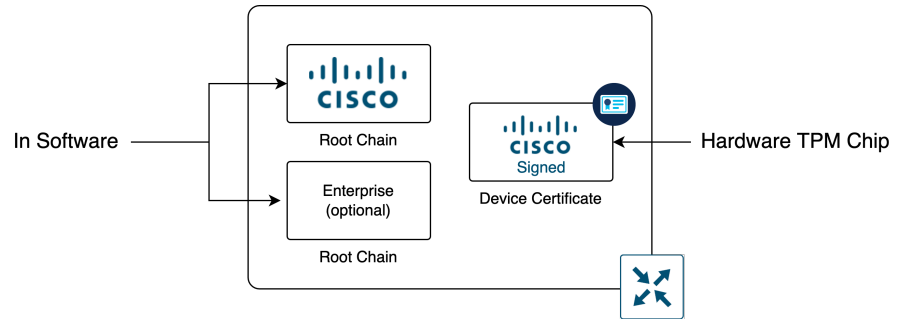 CISCO
Root Chain
In Software
Enterprise
(optional)
Root Chain
CISCO
Signed
Device Certificate
Hardware TPM Chip